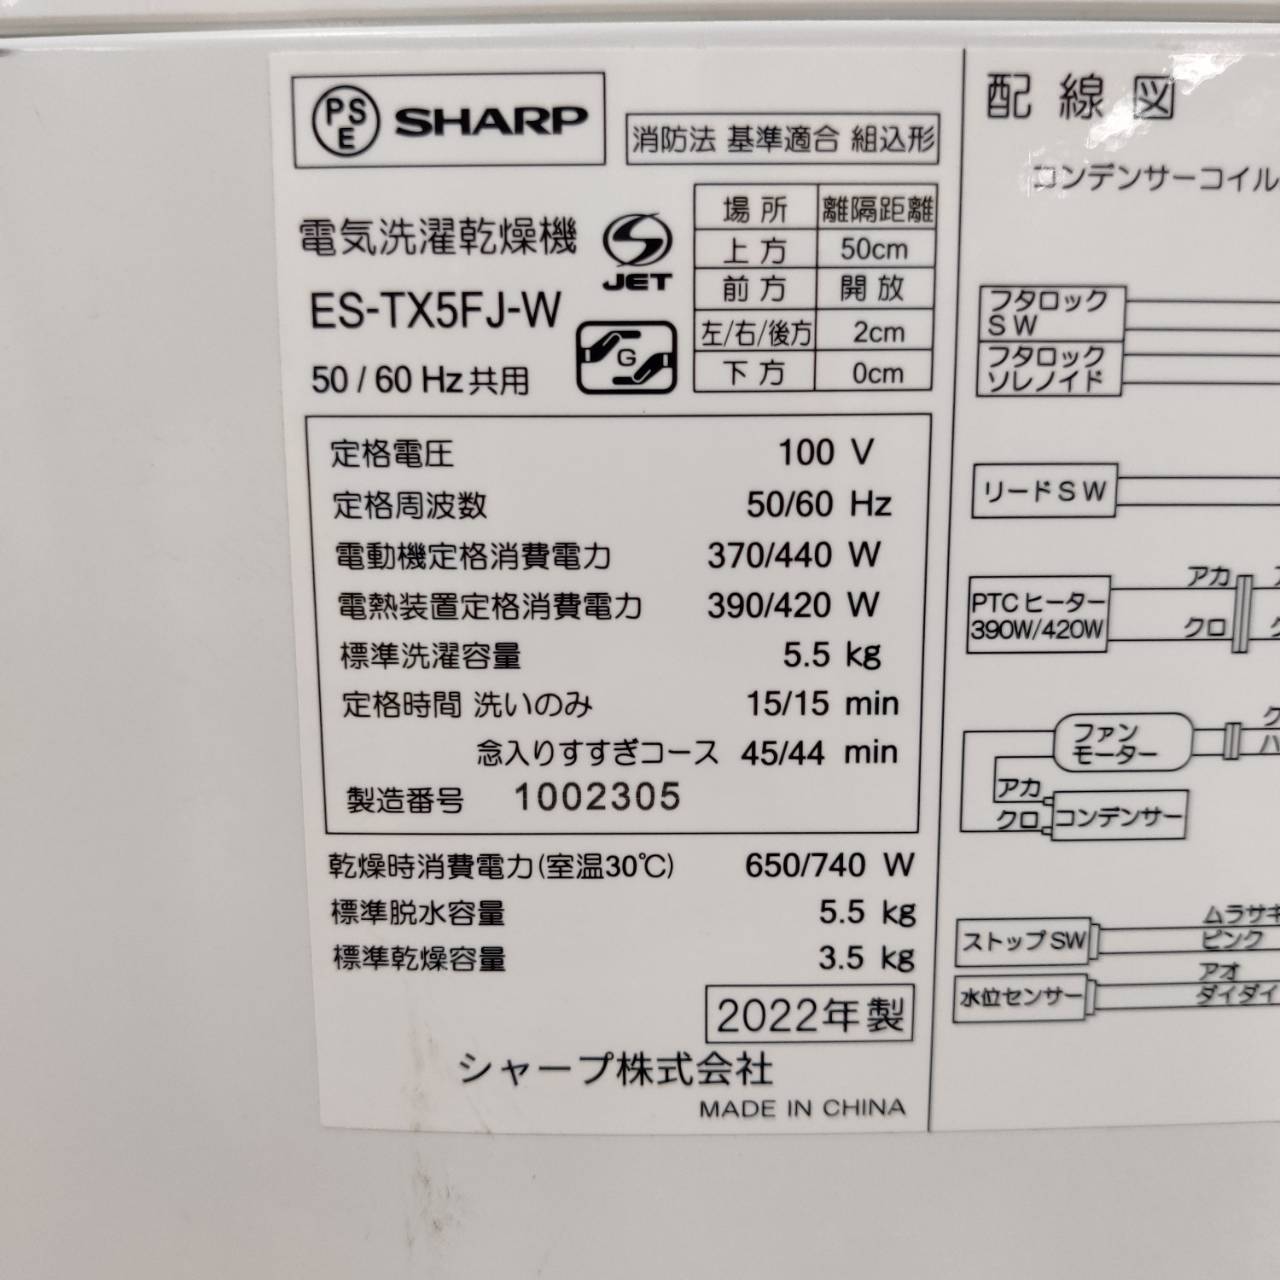 PS
E
SHARP
消防法 基準適合 組込形
電気洗濯乾燥機
S
JET
ES-TX5FJ-W
G
50 / 60 Hz 共用
場所 離隔距離
上方 50cm
前方 開放
左/右/後方 2cm
下方 0cm
定格電圧 100 V
定格周波数 50/60 Hz
電動機定格消費電力 370/440 W
電熱装置定格消費電力 390/420 W
標準洗濯容量 5.5 kg
定格時間 洗いのみ 15/15 min
念入りすすぎコース 45/44 min
製造番号 1002305
乾燥時消費電力(室温30℃) 650/740 W
標準脱水容量 5.5 kg
標準乾燥容量 3.5 kg
2022年製
シャープ株式会社
MADE IN CHINA
配線図
コンデンサーコイル
フタロック
SW
フタロック
ソレノイド
リードSW
PTCヒーター
390W/420W
アカ
クロ
ファン
モーター
アカ
クロ
コンデンサー
ストップSW
ムラサキ
ピンク
水位センサー
アオ
ダイダイ